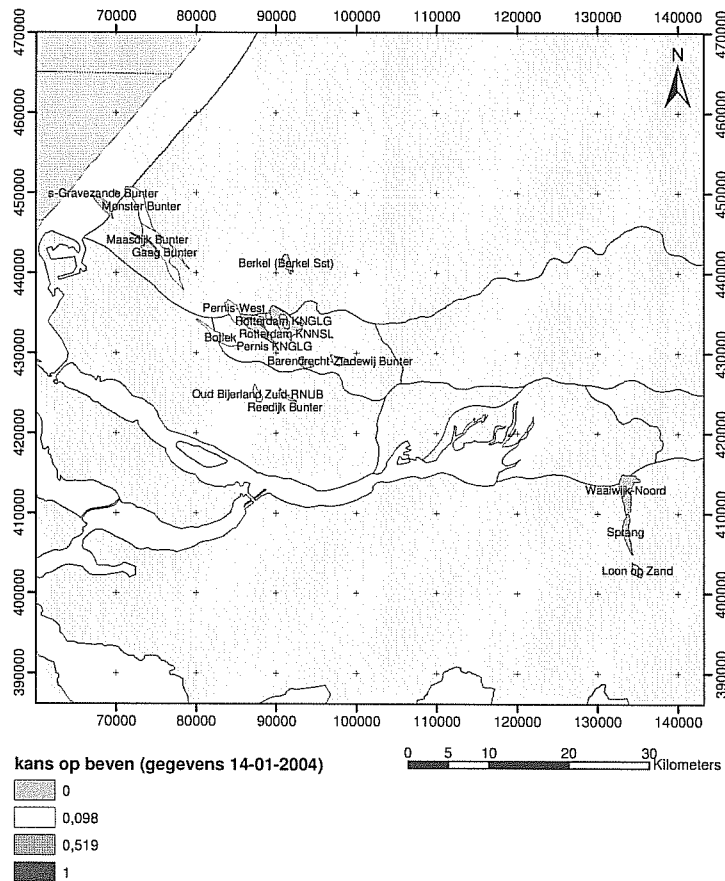 70000 80000 90000 100000 110000 120000 130000 140000
470000 470000
N
460000 460000
450000 450000
s-Gravezande Bunter
Monster Bunter
Maasdijk Bunter
440000 440000
Gaag Bunter
Berkel (Berkel Sst)
Pernis-West
Rotterdam KNGLG
Rotterdam-KNNSL
Botlek
Pernis KNGLG
430000 430000
Barendrecht-Ziedewij Bunter
Oud Bijerland Zuid-RNUB
Reedijk Bunter
420000 420000
Waalwijk-Noord
410000 410000
Sprang
Loon op Zand
400000 400000
390000 390000
70000 80000 90000 100000 110000 120000 130000 140000
kans op beven (gegevens 14-01-2004)
0 5 10 20 30 Kilometers
0
0,098
0,519
1